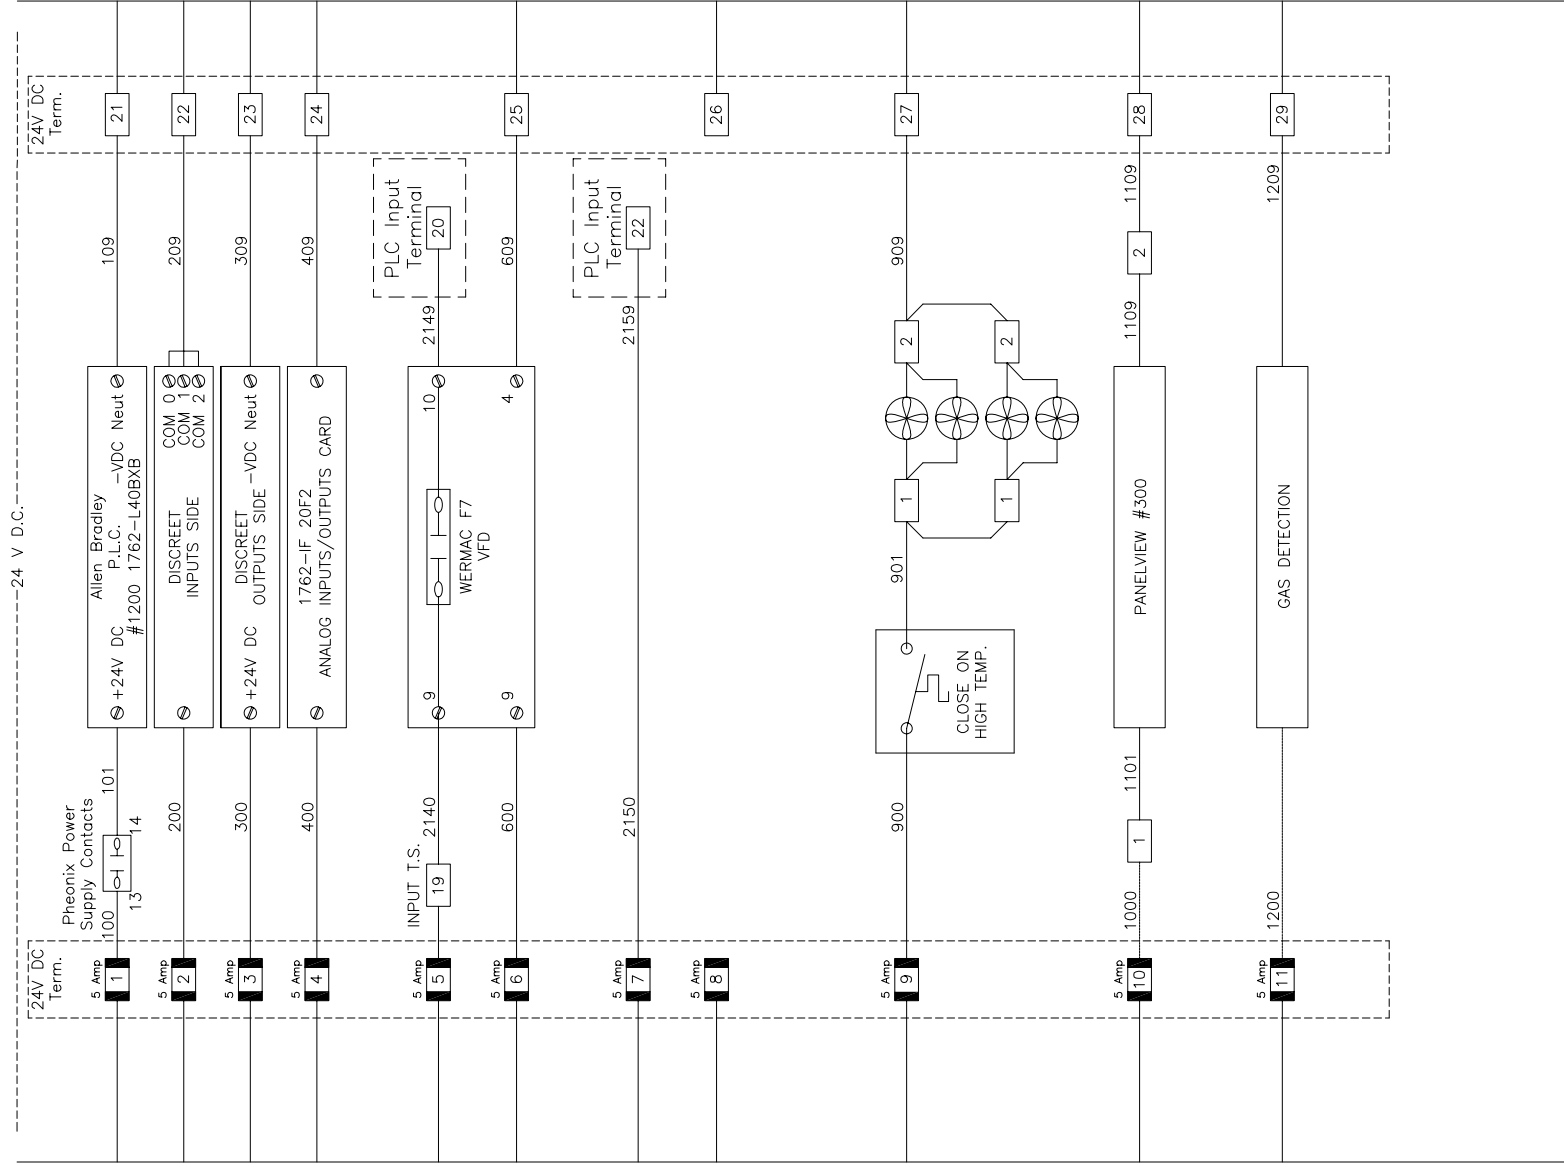 24 V D.C.
24V DC
Term.
5 Amp
1
100
Pheonix Power
Supply Contacts
13
14
101
+24V DC
Allen Bradley
P.L.C.
#1200 1762-L40BXB
-VDC Neut
109
21
24V DC
Term.
5 Amp
2
200
DISCREET
INPUTS SIDE
COM 0
COM 1
COM 2
209
22
5 Amp
3
300
+24V DC
DISCREET
OUTPUTS SIDE
-VDC Neut
309
23
5 Amp
4
400
1762-IF 20F2
ANALOG INPUTS/OUTPUTS CARD
409
24
5 Amp
5
INPUT T.S.
19
2140
9
10
2149
PLC Input
Terminal
20
5 Amp
6
600
9
WERMAC F7
VFD
4
609
25
5 Amp
7
2150
2159
PLC Input
Terminal
22
8
26
5 Amp
9
900
CLOSE ON
HIGH TEMP.
901
1
2
1
2
909
27
5 Amp
10
1000
1
1101
PANELVIEW #300
1109
2
1109
28
5 Amp
11
1200
GAS DETECTION
1209
29